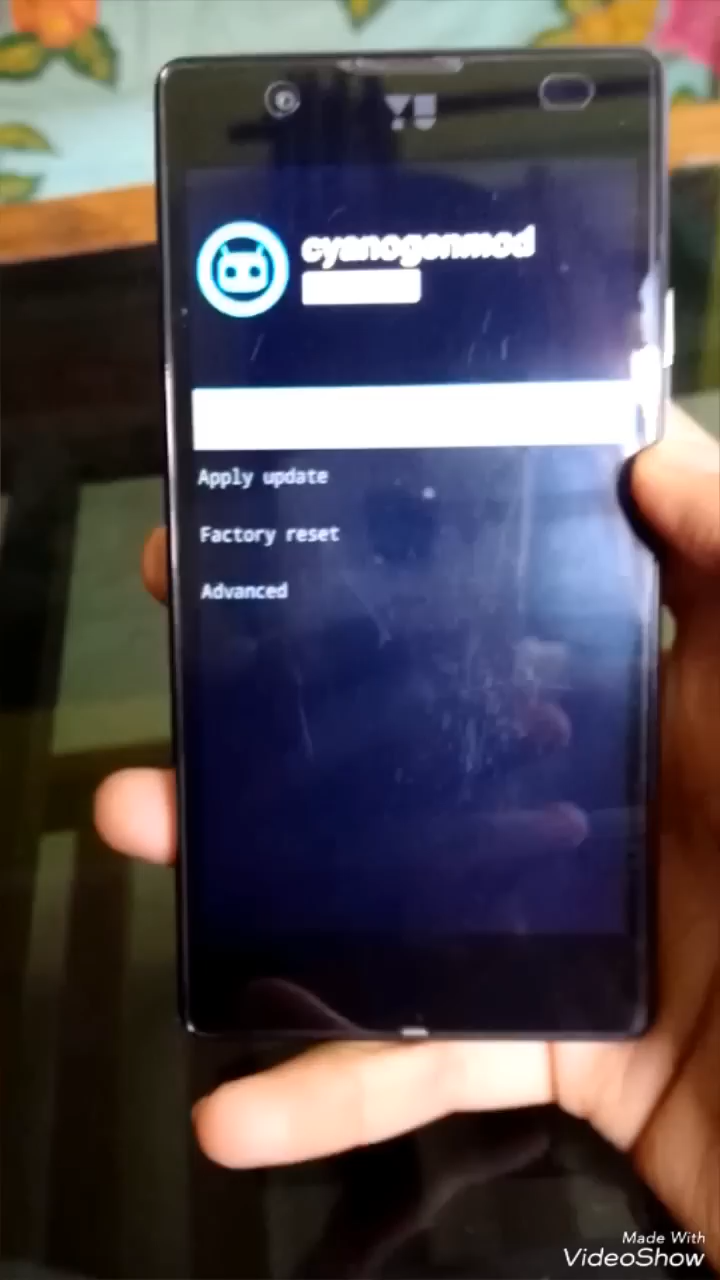 YU
cyanogenmod
Apply update
Factory reset
Advanced
Made With
VideoShow